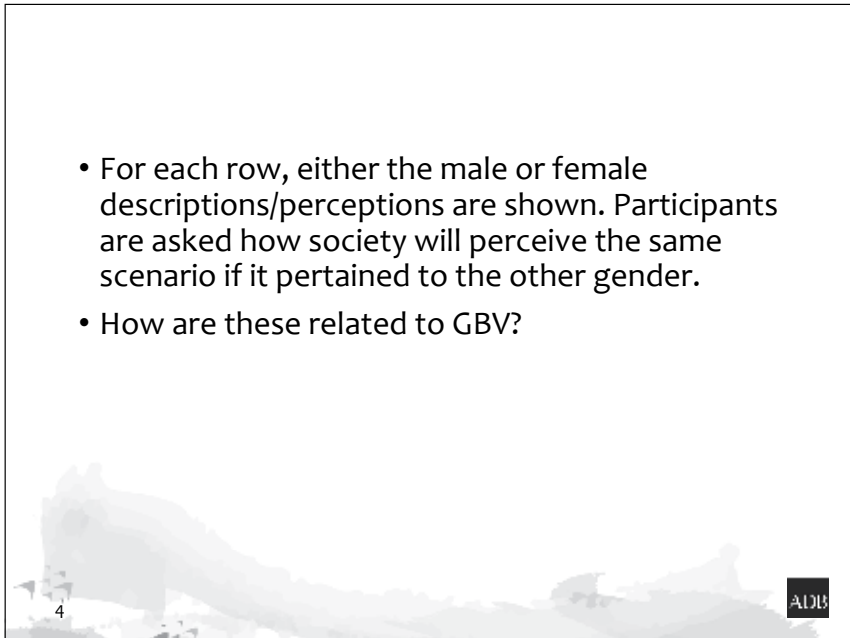 • For each row, either the male or female
descriptions/perceptions are shown. Participants
are asked how society will perceive the same
scenario if it pertained to the other gender.
• How are these related to GBV?
4
ADB